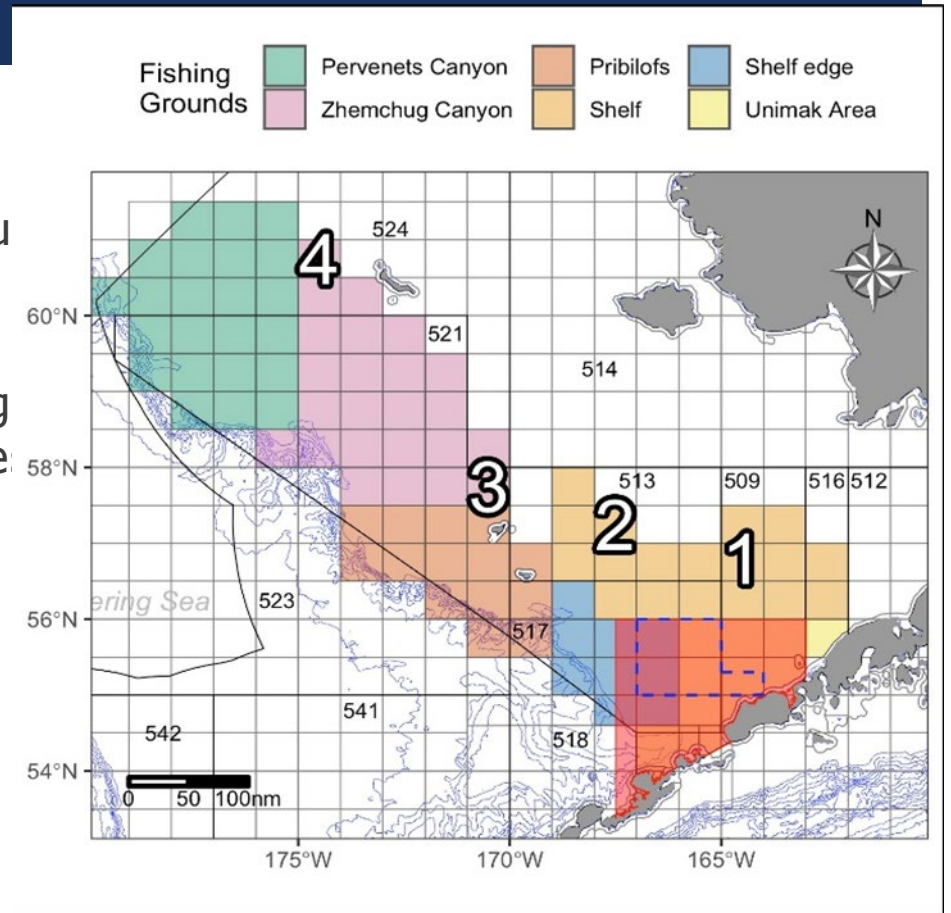 Fishing
Grounds
Pervenets Canyon
Zhemchug Canyon
Pribilofs
Shelf
Shelf edge
Unimak Area
N
4
524
60°N
521
514
58°N
3
2
513
509
516
512
1
ering Sea
523
56°N
517
541
542
518
54°N
0 50 100nm
175°W 170°W 165°W
u
g